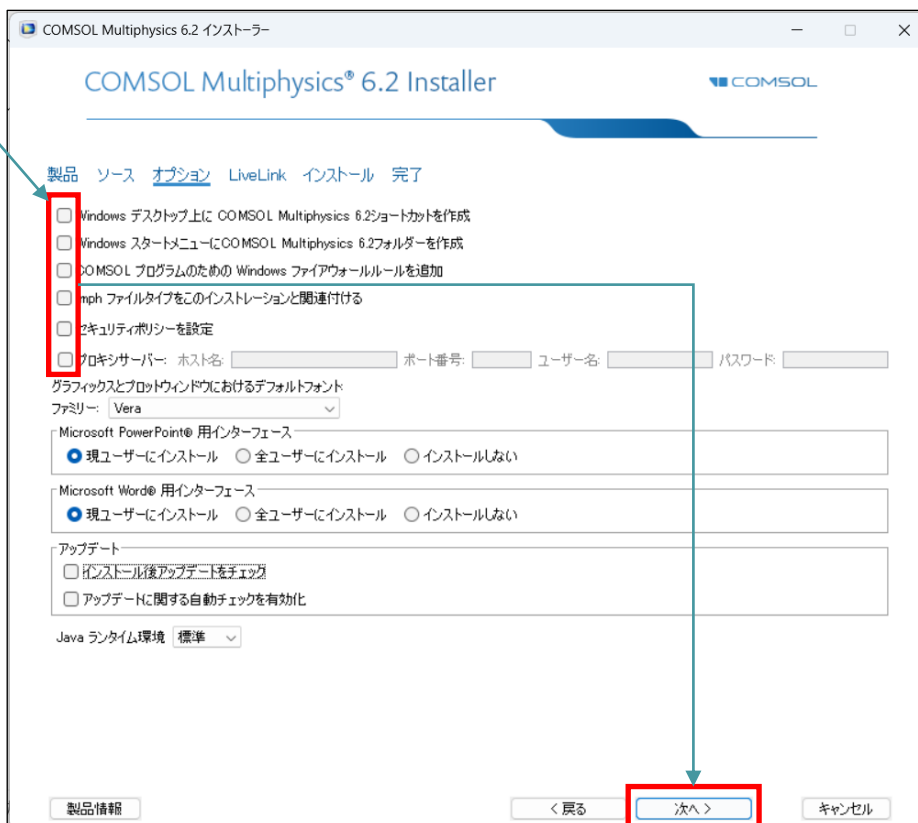 COMSOL Multiphysics 6.2 インストーラー
COMSOL Multiphysics® 6.2 Installer
COMSOL
製品 ソース オプション LiveLink インストール 完了
Windows デスクトップ上に COMSOL Multiphysics 6.2ショートカットを作成
Windows スタートメニューにCOMSOL Multiphysics 6.2フォルダーを作成
COMSOL プログラムのための Windows ファイアウォールルールを追加
mph ファイルタイプをこのインストレーションと関連付ける
セキュリティポリシーを設定
プロキシサーバー: ホスト名: ポート番号: ユーザー名: パスワード:
グラフィックスとプロットウィンドウにおけるデフォルトフォント:
ファミリー: Vera
Microsoft PowerPoint® 用インターフェース
現ユーザーにインストール 全ユーザーにインストール インストールしない
Microsoft Word® 用インターフェース
現ユーザーにインストール 全ユーザーにインストール インストールしない
アップデート
インストール後アップデートをチェック
アップデートに関する自動チェックを有効化
Java ランタイム環境 標準
製品情報 < 戻る 次へ > キャンセル